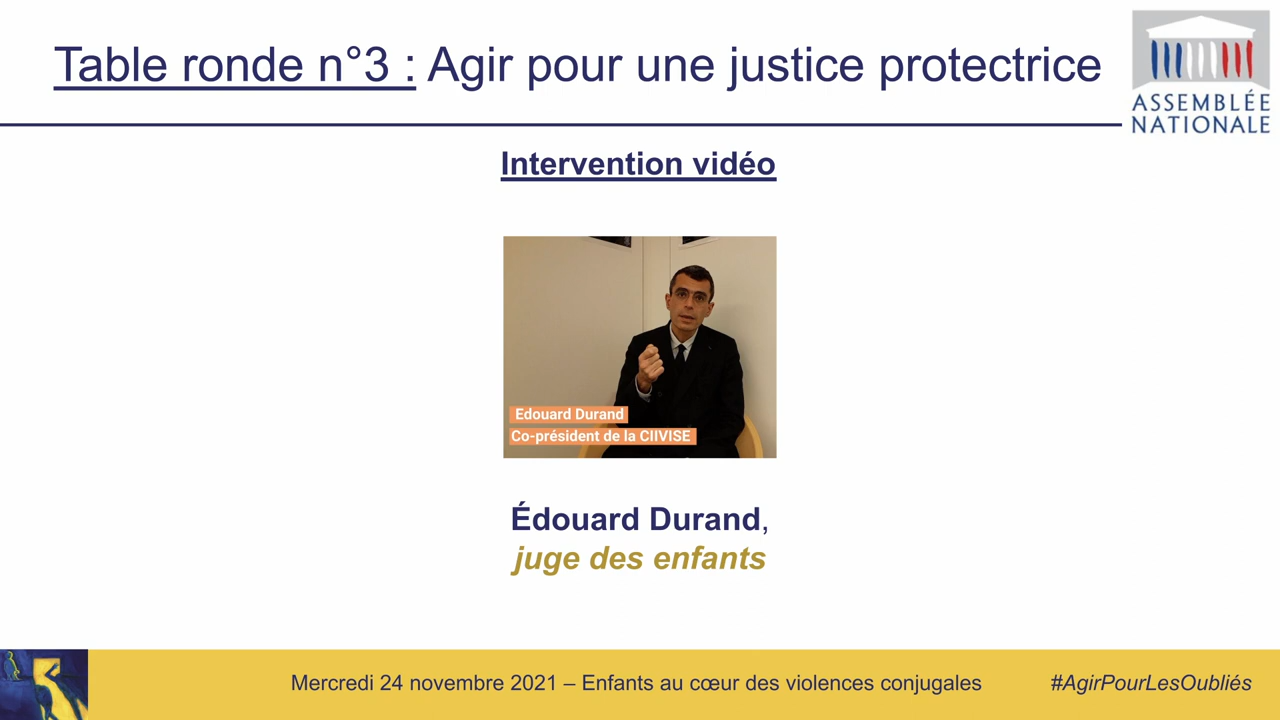 Table ronde n°3 : Agir pour une justice protectrice
ASSEMBLÉE
NATIONALE
Intervention vidéo
Edouard Durand
Co-président de la CIIVISE
Édouard Durand,
juge des enfants
Mercredi 24 novembre 2021 – Enfants au cœur des violences conjugales
#AgirPourLesOubliés